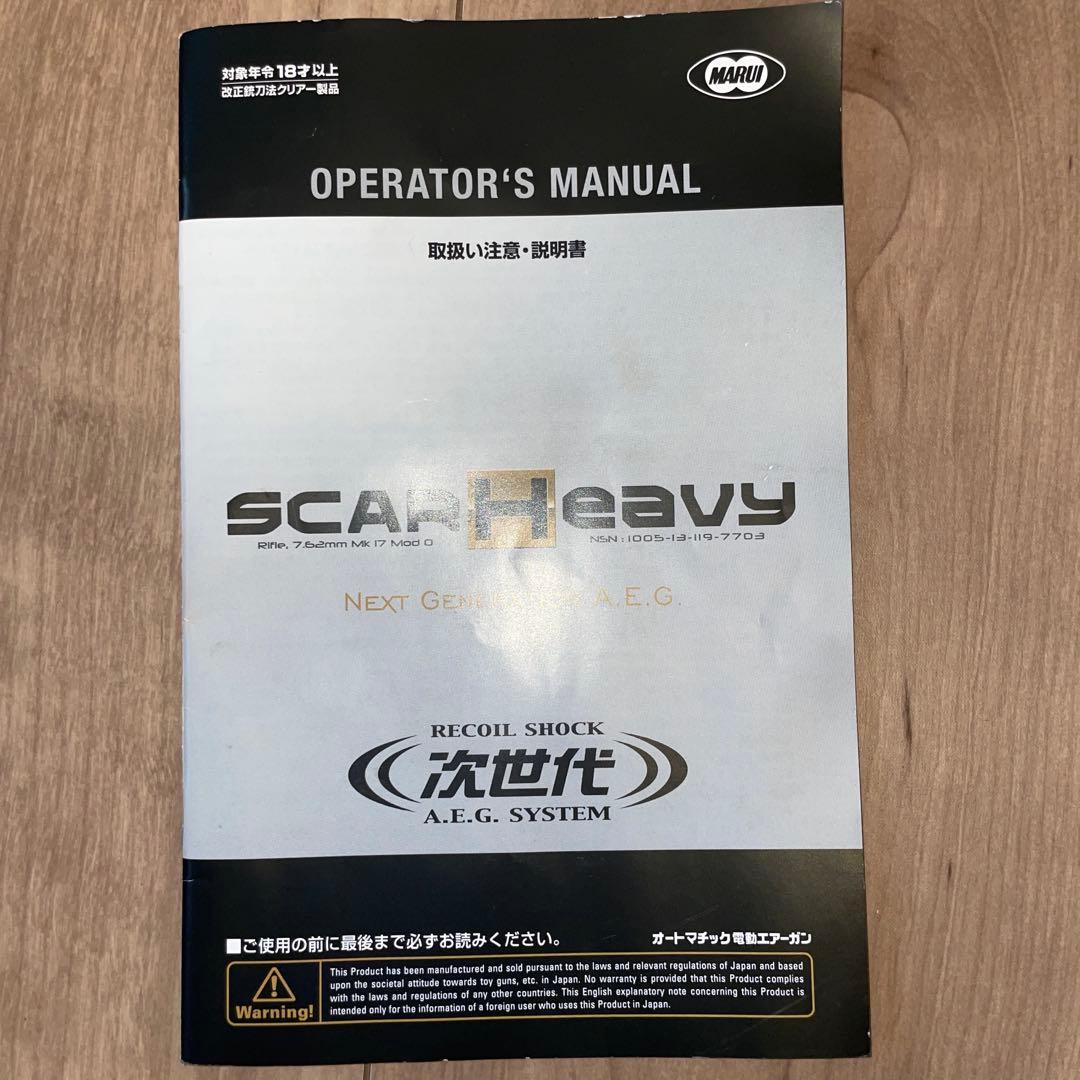 対象年令18才以上
改正銃刀法クリアー製品
MARUI
OPERATOR'S MANUAL
取扱い注意・説明書
SCAR Heavy
Rifle, 7.62mm Mk 17 Mod 0
NSN : 1005-13-119-7703
NEXT GENERATION A.E.G.
RECOIL SHOCK
次世代
A.E.G. SYSTEM
■ご使用の前に最後まで必ずお読みください。
オートマチック電動エアーガン
Warning!
This Product has been manufactured and sold pursuant to the laws and relevant regulations of Japan and based
upon the societal attitude towards toy guns, etc. in Japan. No warranty is provided that this Product complies
with the laws and regulations of any other countries. This English explanatory note concerning this Product is
intended only for the information of a foreign user who uses this Product in Japan.